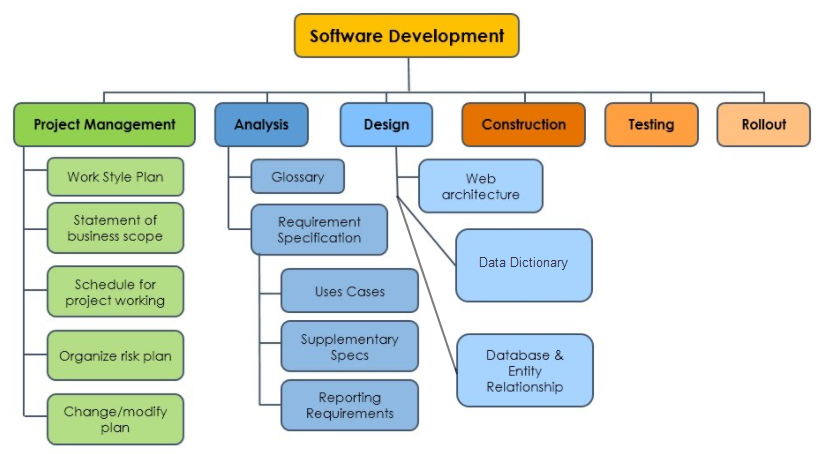 Software Development
Project Management
Analysis
Design
Construction
Testing
Rollout
Work Style Plan
Statement of
business scope
Schedule for
project working
Organize risk plan
Change/modify
plan
Glossary
Requirement
Specification
Uses Cases
Supplementary
Specs
Reporting
Requirements
Web
architecture
Data Dictionary
Database &
Entity
Relationship